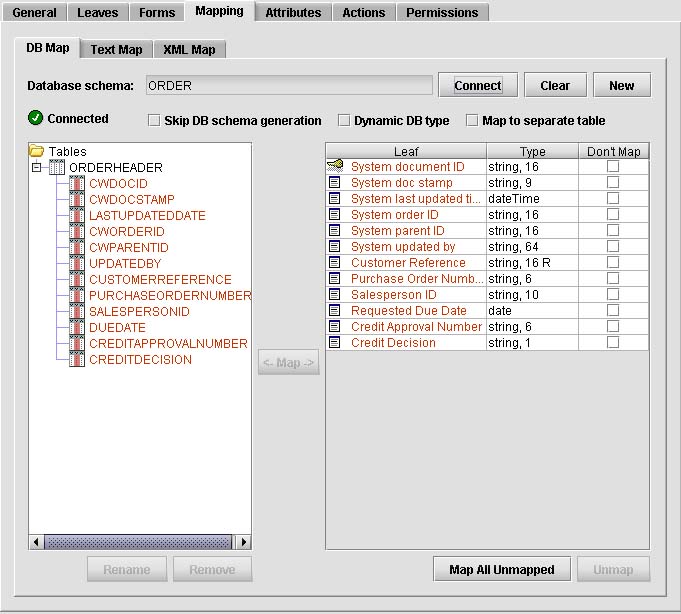 General Leaves Forms Mapping Attributes Actions Permissions
DB Map Text Map XML Map
Database schema: ORDER Connect Clear New
Connected Skip DB schema generation Dynamic DB type Map to separate table
Tables
ORDERHEADER
CWDOCID
CWDOCSTAMP
LASTUPDATEDDATE
CWORDERID
CWPARENTID
UPDATEDBY
CUSTOMERREFERENCE
PURCHASEORDERNUMBER
SALESPERSONID
DUEDATE
CREDITAPPROVALNUMBER
CREDITDECISION
<- Map ->
Leaf Type Don't Map
System document ID string, 16
System doc stamp string, 9
System last updated ti... dateTime
System order ID string, 16
System parent ID string, 16
System updated by string, 64
Customer Reference string, 16 R
Purchase Order Numb... string, 6
Salesperson ID string, 10
Requested Due Date date
Credit Approval Number string, 6
Credit Decision string, 1
Rename Remove Map All Unmapped Unmap